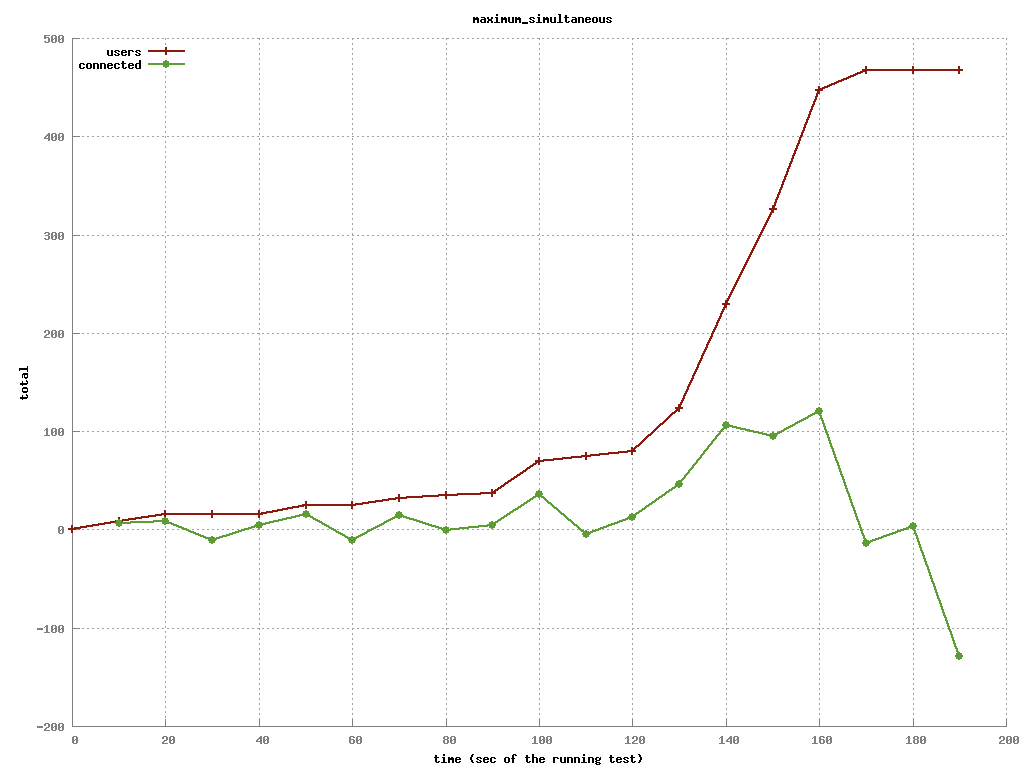 maximum_simultaneous
500
users
connected
400
300
200
total
100
0
-100
-200
0 20 40 60 80 100 120 140 160 180 200
time (sec of the running test)